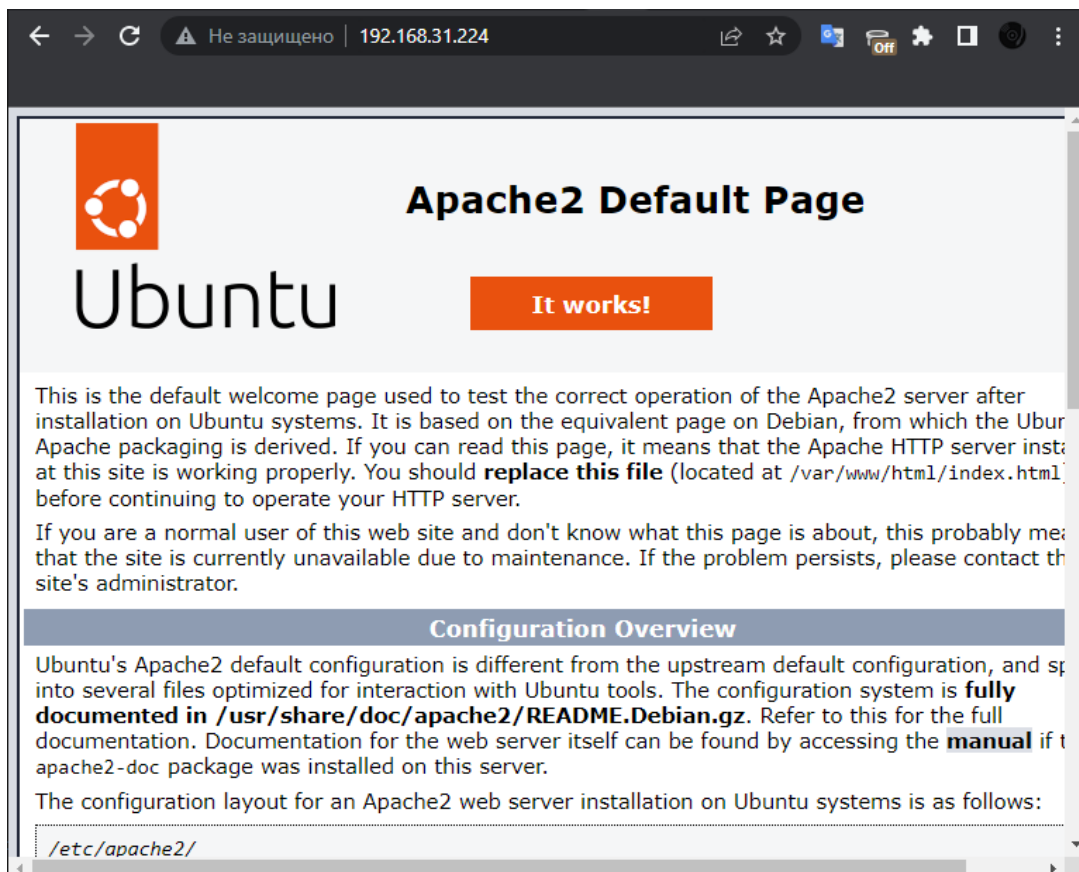 Не защищено | 192.168.31.224
Off
Apache2 Default Page
Ubuntu
It works!
This is the default welcome page used to test the correct operation of the Apache2 server after
installation on Ubuntu systems. It is based on the equivalent page on Debian, from which the
Apache packaging is derived. If you can read this page, it means that the Apache HTTP server
at this site is working properly. You should replace this file (located at /var/www/html/index.html)
before continuing to operate your HTTP server.
If you are a normal user of this web site and don't know what this page is about, this probably
that the site is currently unavailable due to maintenance. If the problem persists, please contact
site's administrator.
Configuration Overview
Ubuntu's Apache2 default configuration is different from the upstream default configuration, and
into several files optimized for interaction with Ubuntu tools. The configuration system is fully
documented in /usr/share/doc/apache2/README.Debian.gz. Refer to this for the full
documentation. Documentation for the web server itself can be found by accessing the manual if
apache2-doc package was installed on this server.
The configuration layout for an Apache2 web server installation on Ubuntu systems is as follows:
/etc/apache2/